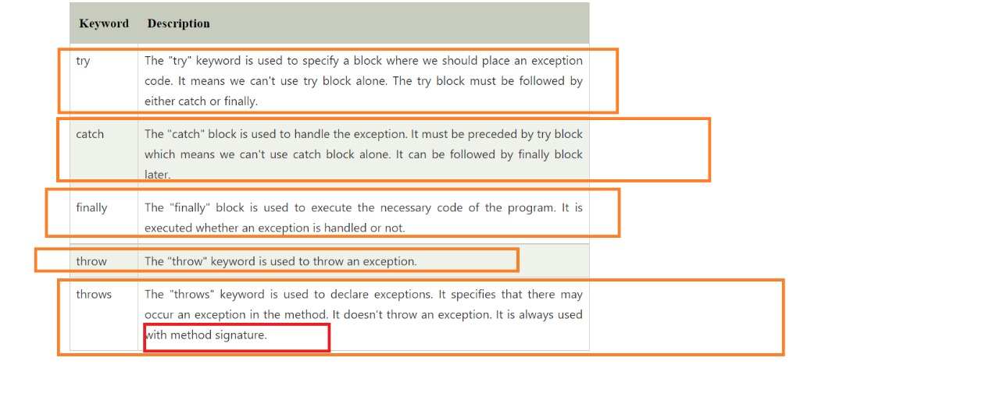 Keyword Description
try The "try" keyword is used to specify a block where we should place an exception
code. It means we can't use try block alone. The try block must be followed by
either catch or finally.
catch The "catch" block is used to handle the exception. It must be preceded by try block
which means we can't use catch block alone. It can be followed by finally block
later.
finally The "finally" block is used to execute the necessary code of the program. It is
executed whether an exception is handled or not.
throw The "throw" keyword is used to throw an exception.
throws The "throws" keyword is used to declare exceptions. It specifies that there may
occur an exception in the method. It doesn't throw an exception. It is always used
with method signature.